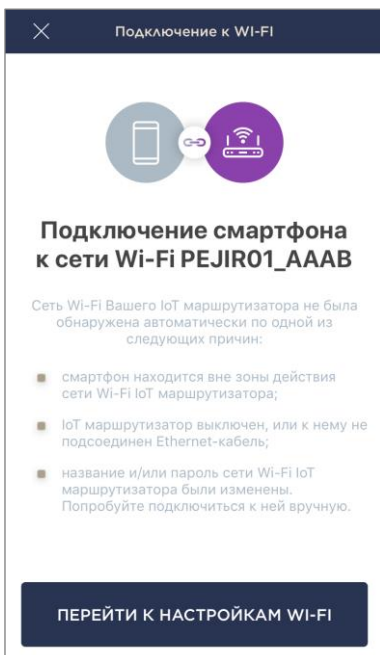 Подключение к WI-FI
Подключение смартфона
к сети Wi-Fi PEJIR01_AAAB
Сеть Wi-Fi Вашего IoT маршрутизатора не была
обнаружена автоматически по одной из
следующих причин:
смартфон находится вне зоны действия
сети Wi-Fi IoT маршрутизатора;
IoT маршрутизатор выключен, или к нему не
подсоединен Ethernet-кабель;
название и/или пароль сети Wi-Fi IoT
маршрутизатора были изменены.
Попробуйте подключиться к ней вручную.
ПЕРЕЙТИ К НАСТРОЙКАМ WI-FI